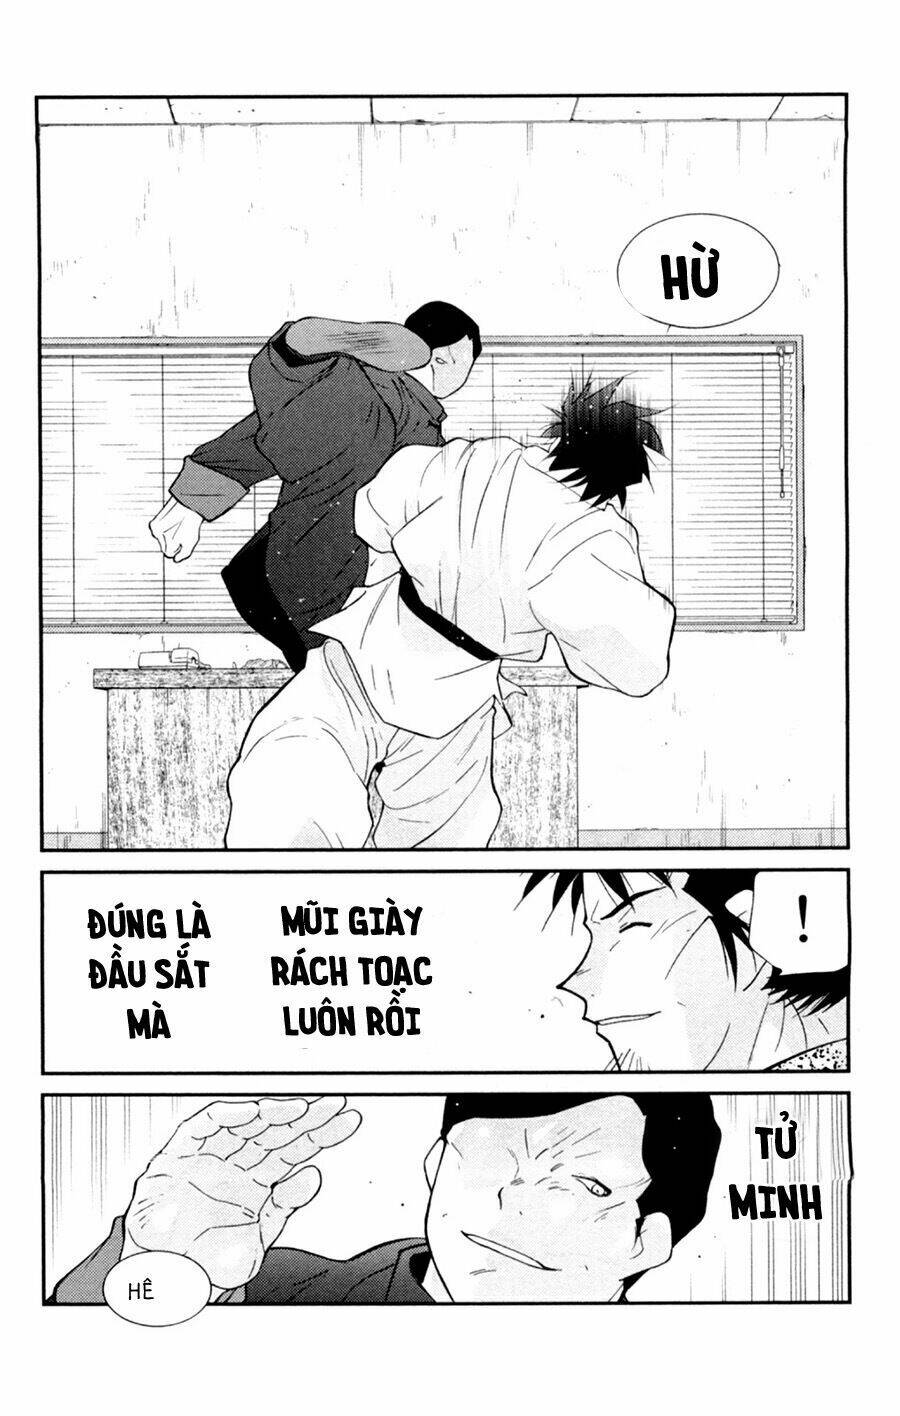 HỪ
!
MŨI GIÀY
RÁCH TOẠC
LUÔN RỒI
ĐÚNG LÀ
ĐẦU SẮT
MÀ
TỬ
MINH
HÊ